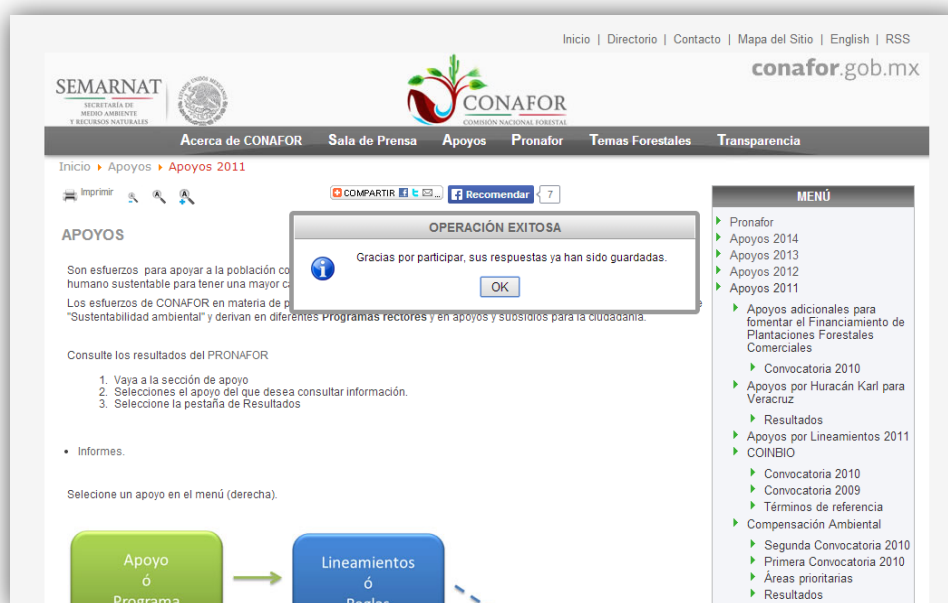 Inicio | Directorio | Contacto | Mapa del Sitio | English | RSS
SEMARNAT
SECRETARÍA DE
MEDIO AMBIENTE
Y RECURSOS NATURALES
CONAFOR
COMISIÓN NACIONAL FORESTAL
conafor.gob.mx
Acerca de CONAFOR Sala de Prensa Apoyos Pronafor Temas Forestales Transparencia
Inicio Apoyos Apoyos 2011
Imprimir
COMPARTIR
Recomendar 7
OPERACIÓN EXITOSA
Gracias por participar, sus respuestas ya han sido guardadas.
OK
APOYOS
Son esfuerzos para apoyar a la población
humano sustentable para tener una mayor
Los esfuerzos de CONAFOR en materia de
"Sustentabilidad ambiental" y derivan en diferentes Programas rectores y en apoyos y subsidios para la ciudadanía.
Consulte los resultados del PRONAFOR
1. Vaya a la sección de apoyo
2. Selecciones el apoyo del que desea consultar información.
3. Seleccione la pestaña de Resultados
• Informes.
Selecione un apoyo en el menú (derecha).
Apoyo
ó
Programa
Lineamientos
ó
Reglas
MENÚ
Pronafor
Apoyos 2014
Apoyos 2013
Apoyos 2012
Apoyos 2011
Apoyos adicionales para
fomentar el Financiamiento de
Plantaciones Forestales
Comerciales
Convocatoria 2010
Apoyos por Huracán Karl para
Veracruz
Resultados
Apoyos por Lineamientos 2011
COINBIO
Convocatoria 2010
Convocatoria 2009
Términos de referencia
Compensación Ambiental
Segunda Convocatoria 2010
Primera Convocatoria 2010
Áreas prioritarias
Resultados